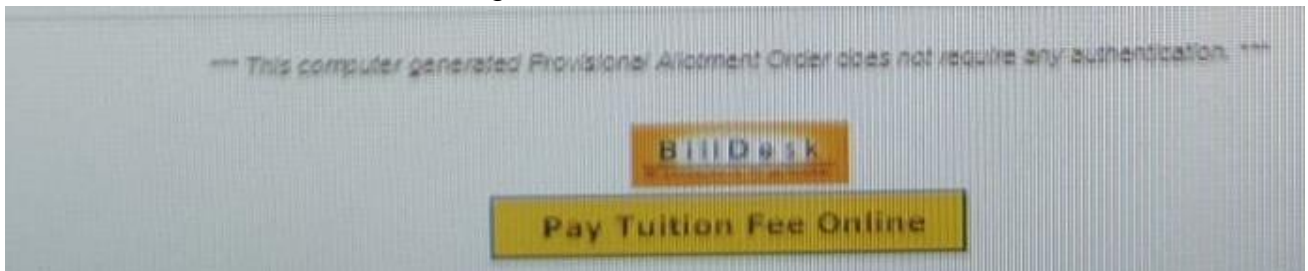 *** This computer generated Provisional Allotment Order does not require any authentication. ***
BillDesk
Pay Tuition Fee Online